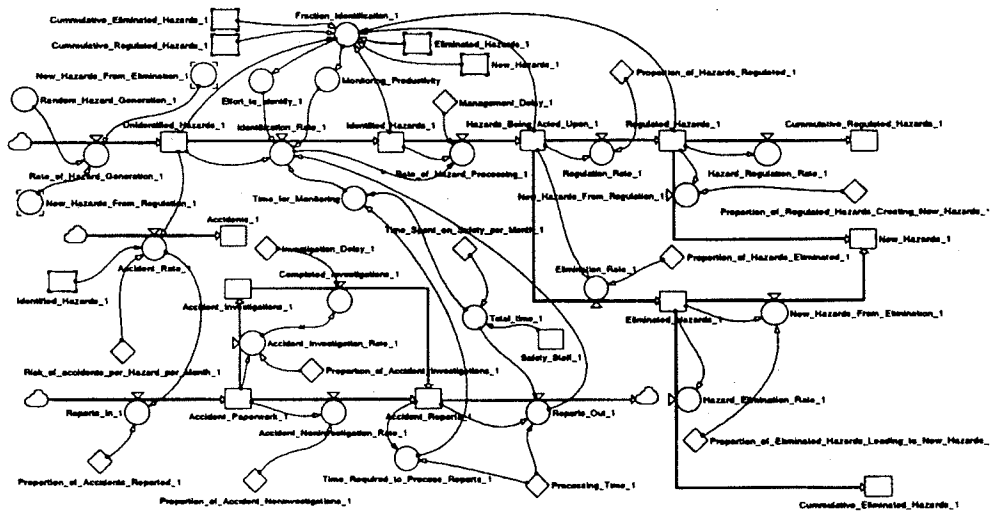 Cummulative_Eliminated_Hazards_1
Fraction_Identification_1
Cummulative_Regulated_Hazards_1
Eliminated_Hazards_1
New_Hazards_1
New_Hazards_From_Elimination_1
Proportion_of_Hazards_Regulated_1
Monitoring_Productivity
Random_Hazard_Generation_1
Effort_to_Identify_1
Management_Delay_1
Unidentified_Hazards_1
Identification_Rate_1
Identified_Hazards_1
Hazards_Being_Acted_Upon_1
Regulated_Hazards_1
Cummulative_Regulated_Hazards_1
Rate_of_Hazard_Generation_1
Rate_of_Hazard_Processing_1
Regulation_Rate_1
Hazard_Regulation_Rate_1
New_Hazards_From_Regulation_1
Time_for_Monitoring
New_Hazards_From_Regulation_1
Proportion_of_Regulated_Hazards_Creating_New_Hazards_1
Accidents_1
Time_Spent_on_Safety_per_Month_1
New_Hazards_1
Investigation_Delay_1
Proportion_of_Hazards_Eliminated_1
Accident_Rate_1
Completed_Investigations_1
Elimination_Rate_1
Identified_Hazards_1
Accident_Investigations_1
Eliminated_Hazards_1
New_Hazards_From_Elimination_1
Total_time_1
Accident_Investigation_Rate_1
Safety_Staff_1
Risk_of_accidents_per_Hazard_per_Month_1
Proportion_of_Accident_Investigations_1
Reports_In_1
Accident_Paperwork_1
Accident_Reports_1
Reports_Out_1
Hazard_Elimination_Rate_1
Accident_Noninvestigation_Rate_1
Proportion_of_Eliminated_Hazards_Leading_to_New_Hazards_
Proportion_of_Accidents_Reported_1
Time_Required_to_Process_Reports_1
Processing_Time_1
Proportion_of_Accident_Noninvestigations_1
Cummulative_Eliminated_Hazards_1